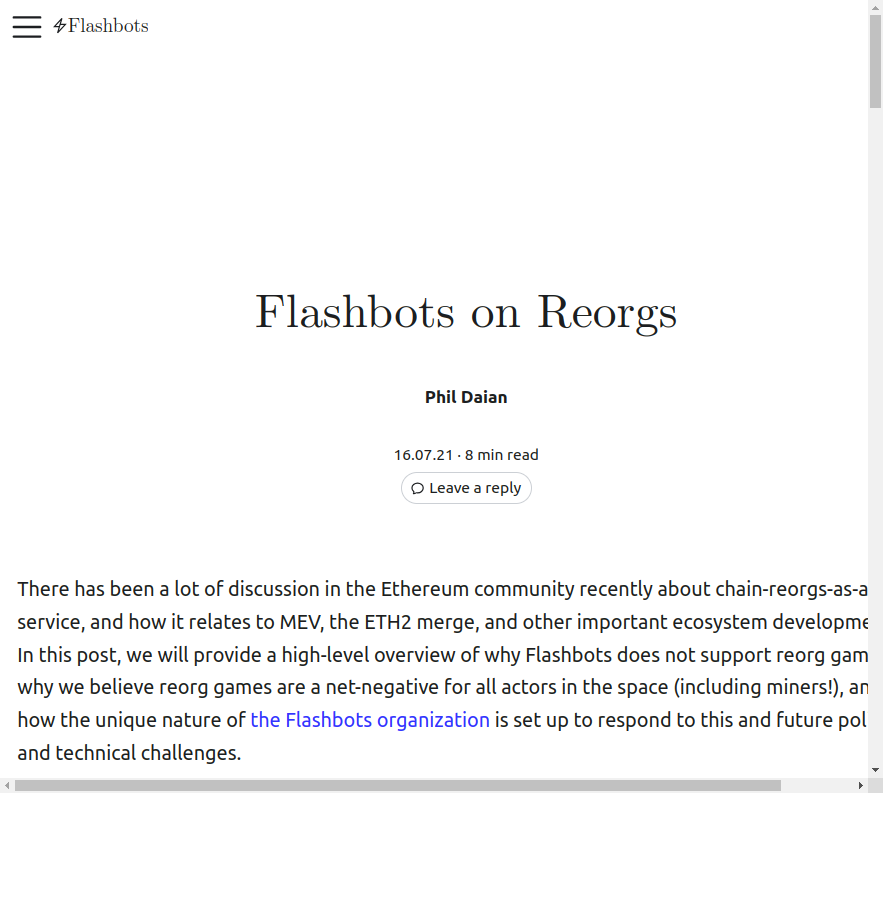 Flashbots
Flashbots on Reorgs
Phil Daian
16.07.21 · 8 min read
Leave a reply
There has been a lot of discussion in the Ethereum community recently about chain-reorgs-as-a
service, and how it relates to MEV, the ETH2 merge, and other important ecosystem developme
In this post, we will provide a high-level overview of why Flashbots does not support reorg gam
why we believe reorg games are a net-negative for all actors in the space (including miners!), an
how the unique nature of the Flashbots organization is set up to respond to this and future pol
and technical challenges.